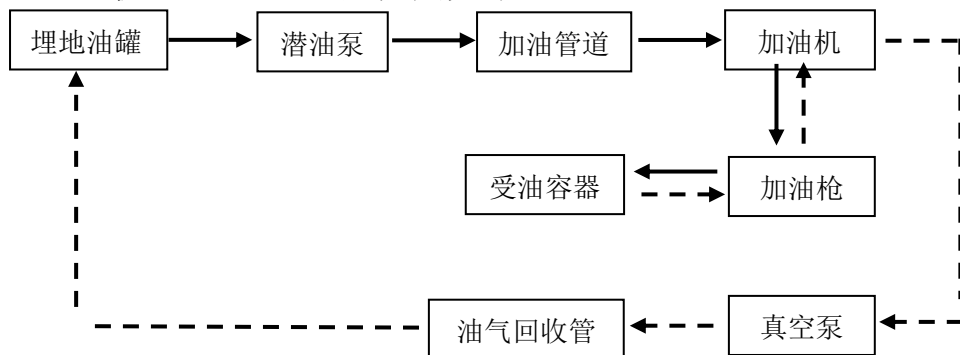 埋地油罐
潜油泵
加油管道
加油机
受油容器
加油枪
油气回收管
真空泵